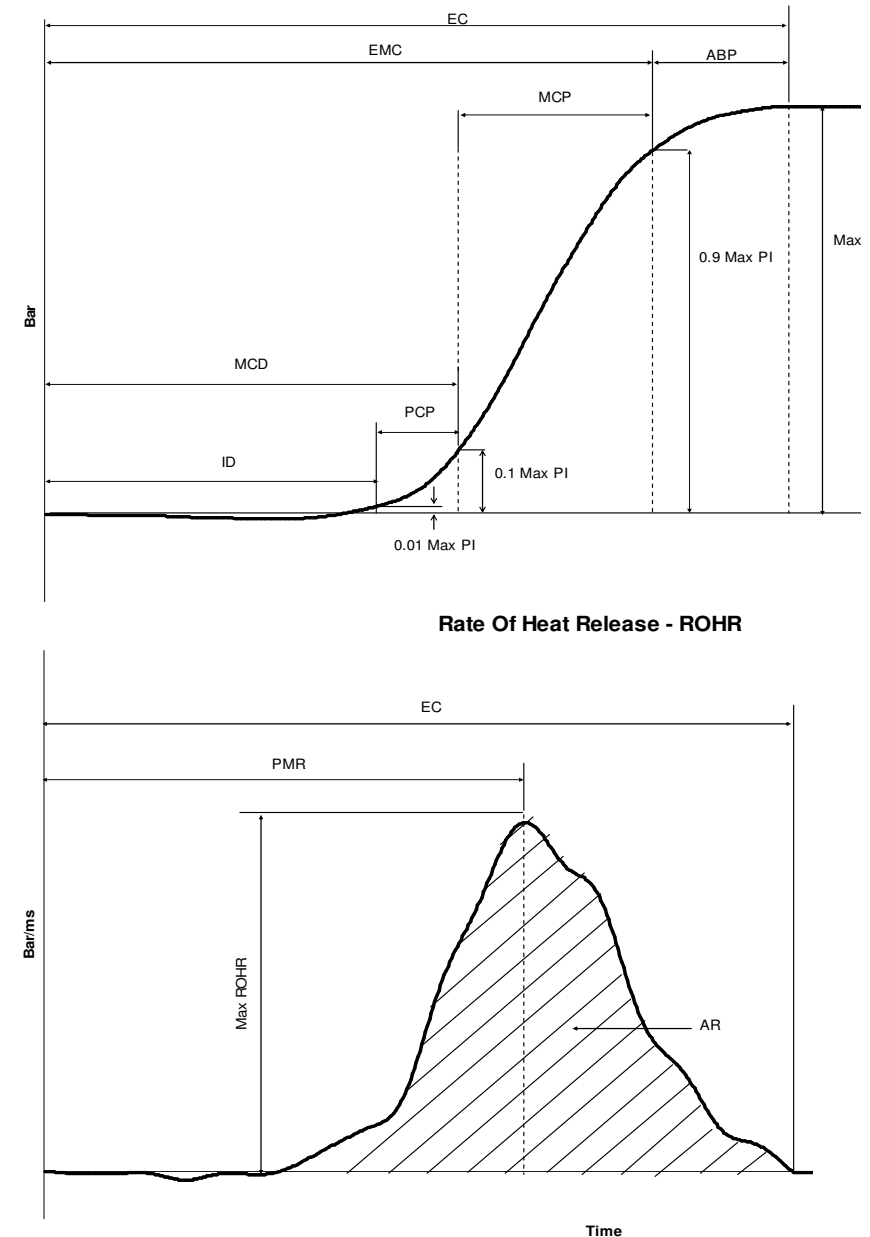 EC
EMC
ABP
MCP
Max
0.9 Max PI
Bar
MCD
PCP
ID
0.1 Max PI
0.01 Max PI
Rate Of Heat Release - ROHR
EC
PMR
Bar/ms
Max ROHR
AR
Time